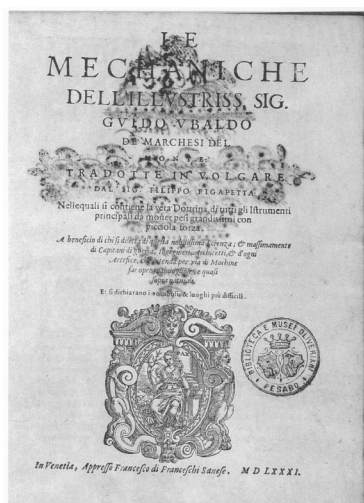 LE
MECHANICHE
DELL'ILLVSTRISS. SIG.
GVIDO VBALDO
DE' MARCHESI DEL
MONTE:
TRADOTTE IN VOLGARE
DAL SIG. FILIPPO PIGAFETTA
Nellequali si contiene la vera Dottrina di tutti gli Istrumenti
principali da mouer pesi grandissimi con
picciola forza.
A beneficio di chi si diletta di questa nobilissima scienza; & massimamente
di Capitani di guerra, Ingegneri, Architetti, & d'ogni
Artefice, che intenda per via di Machine
far opre marauigliose, e quasi
sopra naturali.
Et si dichiarano i vocaboli, & luoghi più difficili.
BIBLIOTECA E MUSEI OLIVERIANI
PESARO
In Venetia, Appresso Francesco di Franceschi Sanese. M D LXXXI.